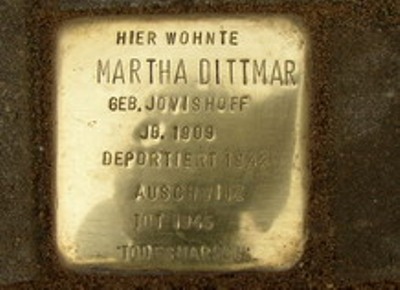 HIER WOHNTE
MARTHA DITTMAR
GEB. JOVISHOFF
JG. 1909
DEPORTIERT 1942
AUSCHWITZ
TOT 1945
TODESMARSCH